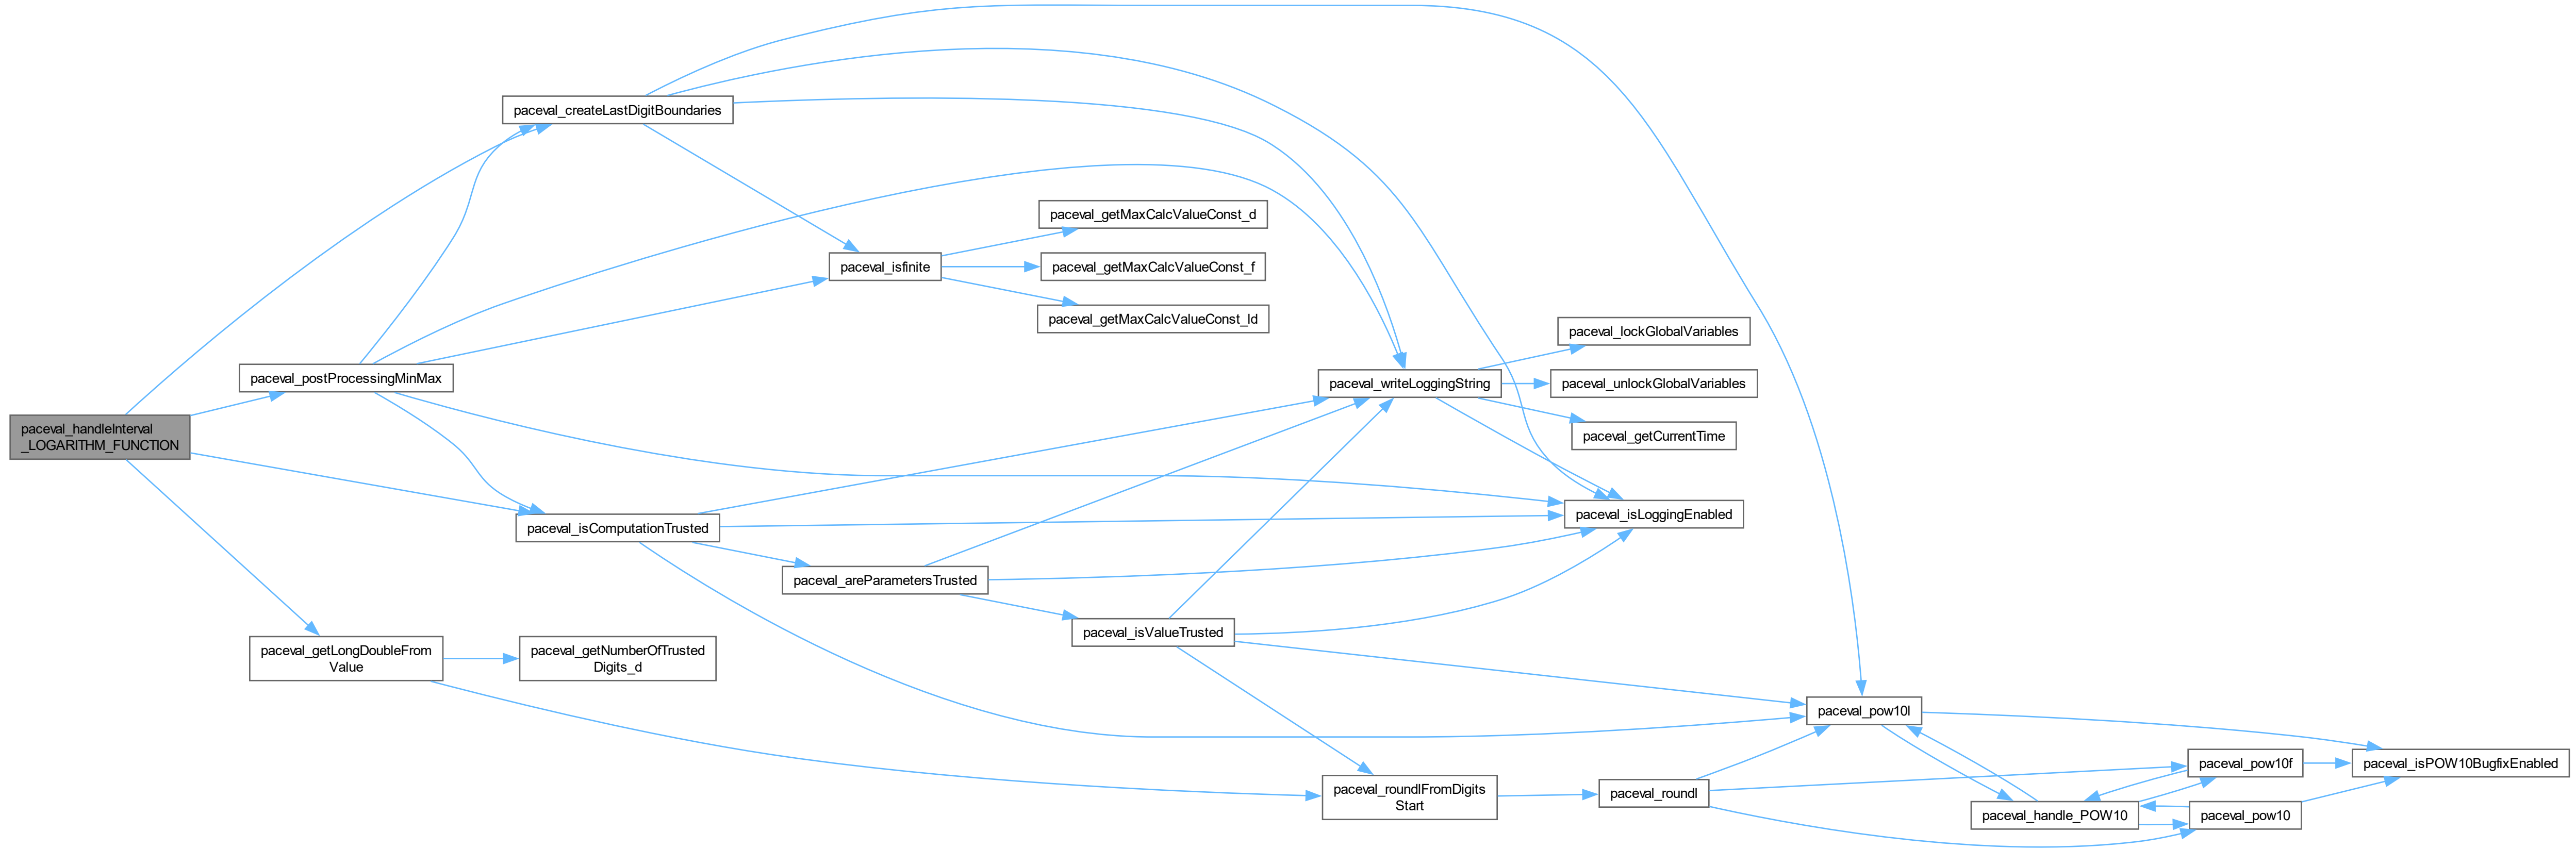 paceval_createLastDigitBoundaries
paceval_getMaxCalcValueConst_d
paceval_isfinite
paceval_getMaxCalcValueConst_f
paceval_getMaxCalcValueConst_ld
paceval_lockGlobalVariables
paceval_postProcessingMinMax
paceval_writeLoggingString
paceval_unlockGlobalVariables
paceval_handleInterval
_LOGARITHM_FUNCTION
paceval_getCurrentTime
paceval_isComputationTrusted
paceval_isLoggingEnabled
paceval_areParametersTrusted
paceval_isValueTrusted
paceval_getLongDoubleFrom
Value
paceval_getNumberOfTrusted
Digits_d
paceval_pow10l
paceval_pow10f
paceval_isPOW10BugfixEnabled
paceval_roundlFromDigits
Start
paceval_roundl
paceval_handle_POW10
paceval_pow10